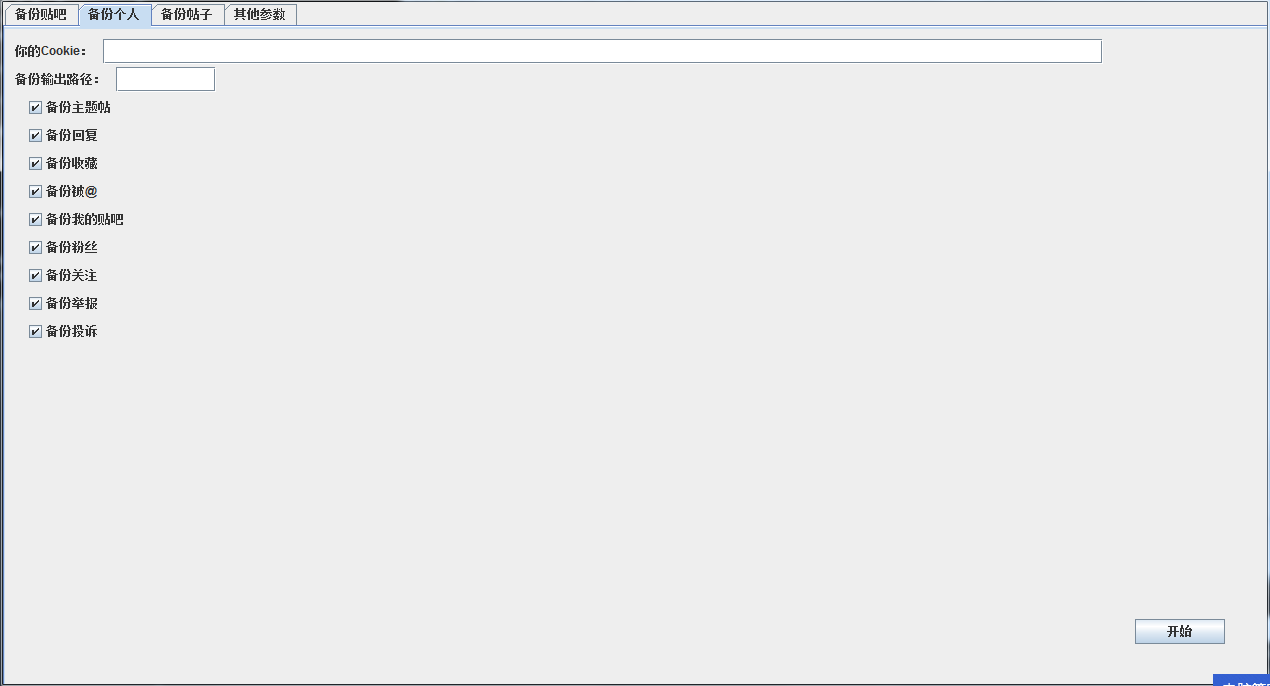 备份贴吧 备份个人 备份帖子 其他参数
你的Cookie：
备份输出路径：
备份主题帖
备份回复
备份收藏
备份被@
备份我的贴吧
备份粉丝
备份关注
备份举报
备份投诉
开始